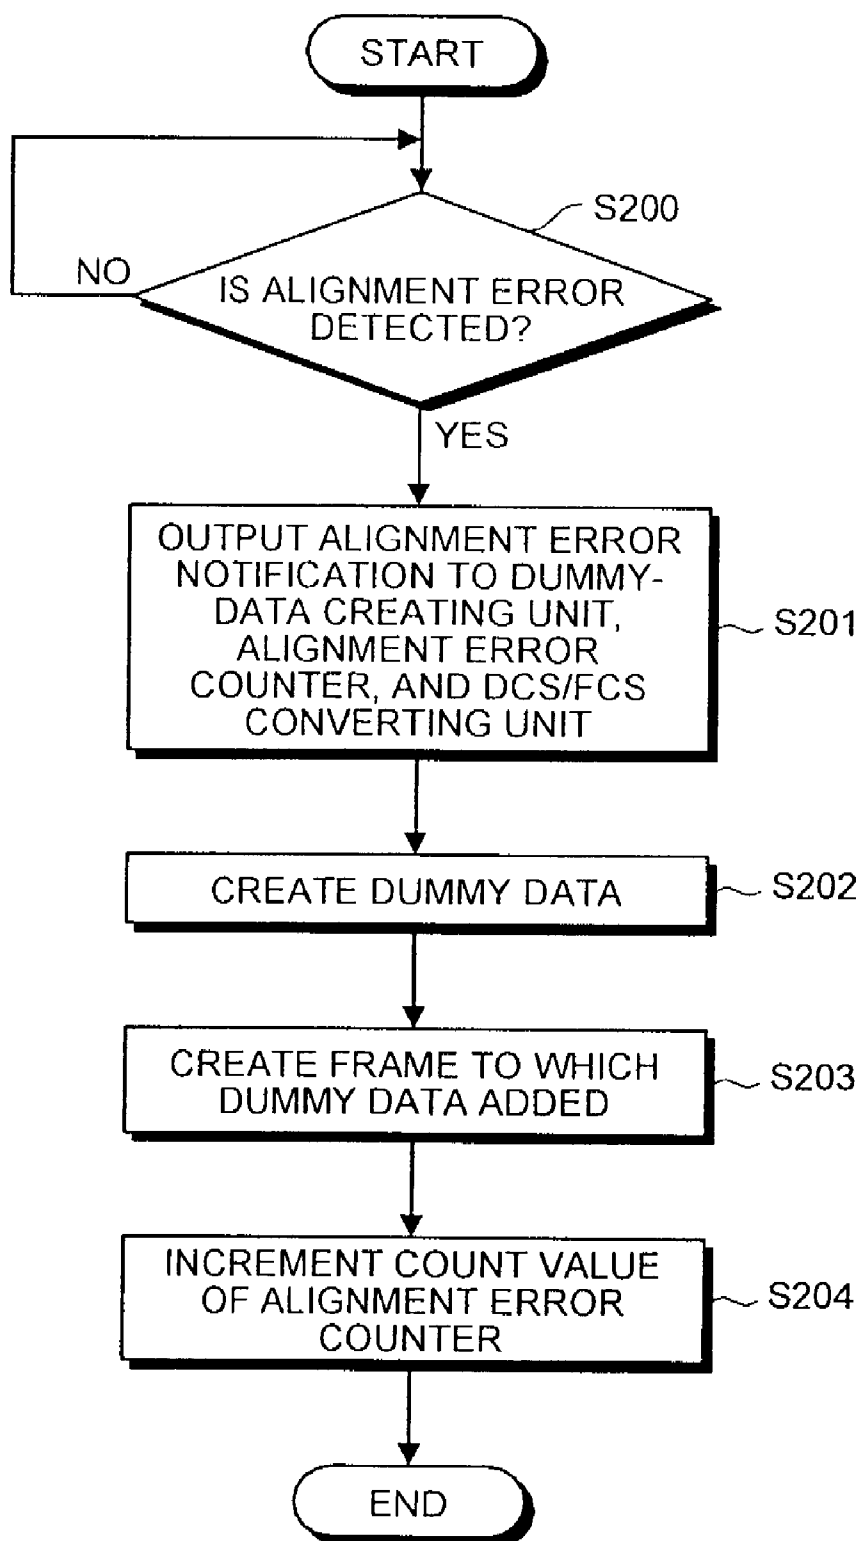 START
S200
NO
IS ALIGNMENT ERROR
DETECTED?
YES
OUTPUT ALIGNMENT ERROR
NOTIFICATION TO DUMMY-
DATA CREATING UNIT,
ALIGNMENT ERROR
COUNTER, AND DCS/FCS
CONVERTING UNIT
S201
CREATE DUMMY DATA
S202
CREATE FRAME TO WHICH
DUMMY DATA ADDED
S203
INCREMENT COUNT VALUE
OF ALIGNMENT ERROR
COUNTER
S204
END